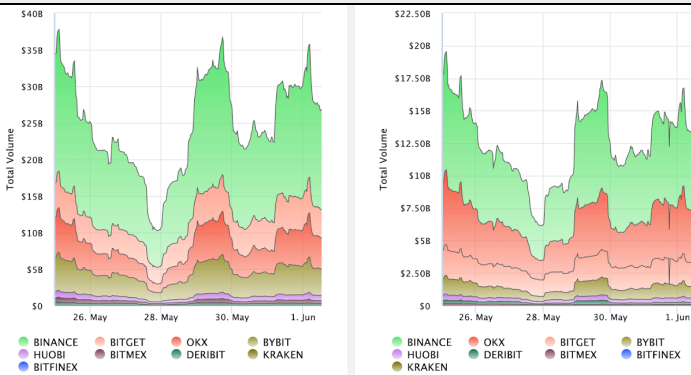 $40B
$35B
$30B
$25B
$20B
$15B
$10B
$5B
$0
Total Volume
26. May
28. May
30. May
1. Jun
BINANCE
BITGET
OKX
BYBIT
HUOBI
BITMEX
DERIBIT
KRAKEN
BITFINEX
$22.50B
$20B
$17.50B
$15B
$12.50B
$10B
$7.50B
$5B
$2.50B
$0
Total Volume
26. May
28. May
30. May
1. Jun
BINANCE
OKX
BITGET
BYBIT
HUOBI
DERIBIT
BITMEX
BITFINEX
KRAKEN